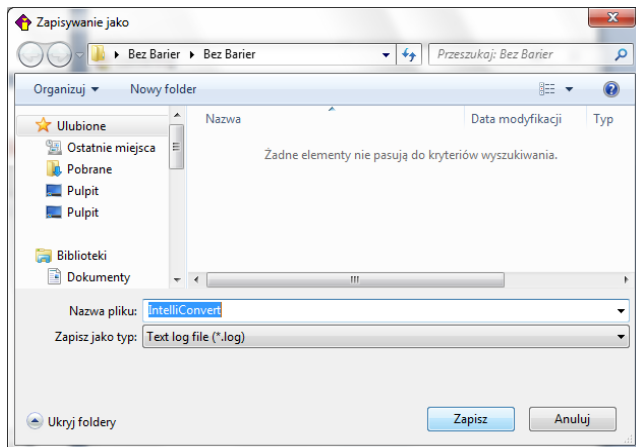 Zapisywanie jako
Bez Barier Bez Barier Przeszukaj: Bez Barier
Organizuj Nowy folder
Nazwa Data modyfikacji Typ
Żadne elementy nie pasują do kryteriów wyszukiwania.
Ulubione
Ostatnie miejsca
Pobrane
Pulpit
Pulpit
Biblioteki
Dokumenty
Nazwa pliku: IntelliConvert
Zapisz jako typ: Text log file (*.log)
Ukryj foldery Zapisz Anuluj